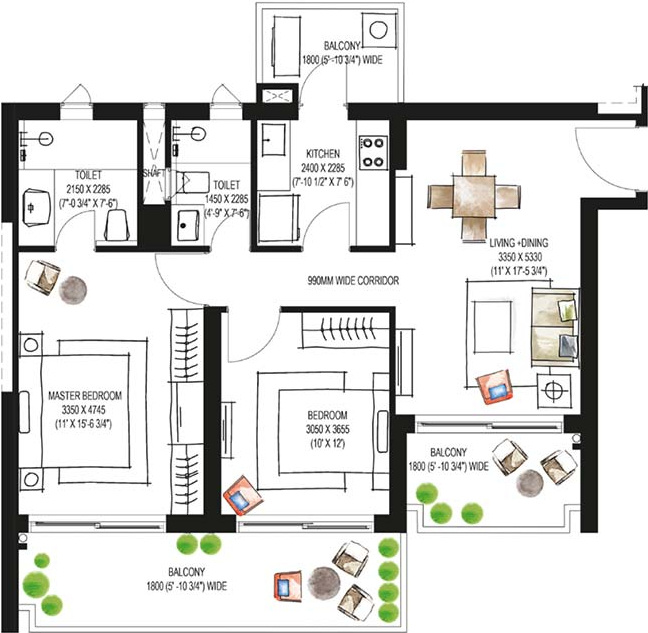 BALCONY
1800 (5' -10 3/4") WIDE
TOILET
2150 X 2285
(7'-0 3/4" X 7'-6")
SHAFT
TOILET
1450 X 2285
(4'-9" X 7'-6")
KITCHEN
2400 X 2285
(7'-10 1/2" X 7' 6")
LIVING +DINING
3350 X 5330
(11' X 17'-5 3/4")
990MM WIDE CORRIDOR
MASTER BEDROOM
3350 X 4745
(11' X 15'-6 3/4")
BEDROOM
3050 X 3655
(10' X 12')
BALCONY
1800 (5' -10 3/4") WIDE
BALCONY
1800 (5' -10 3/4") WIDE